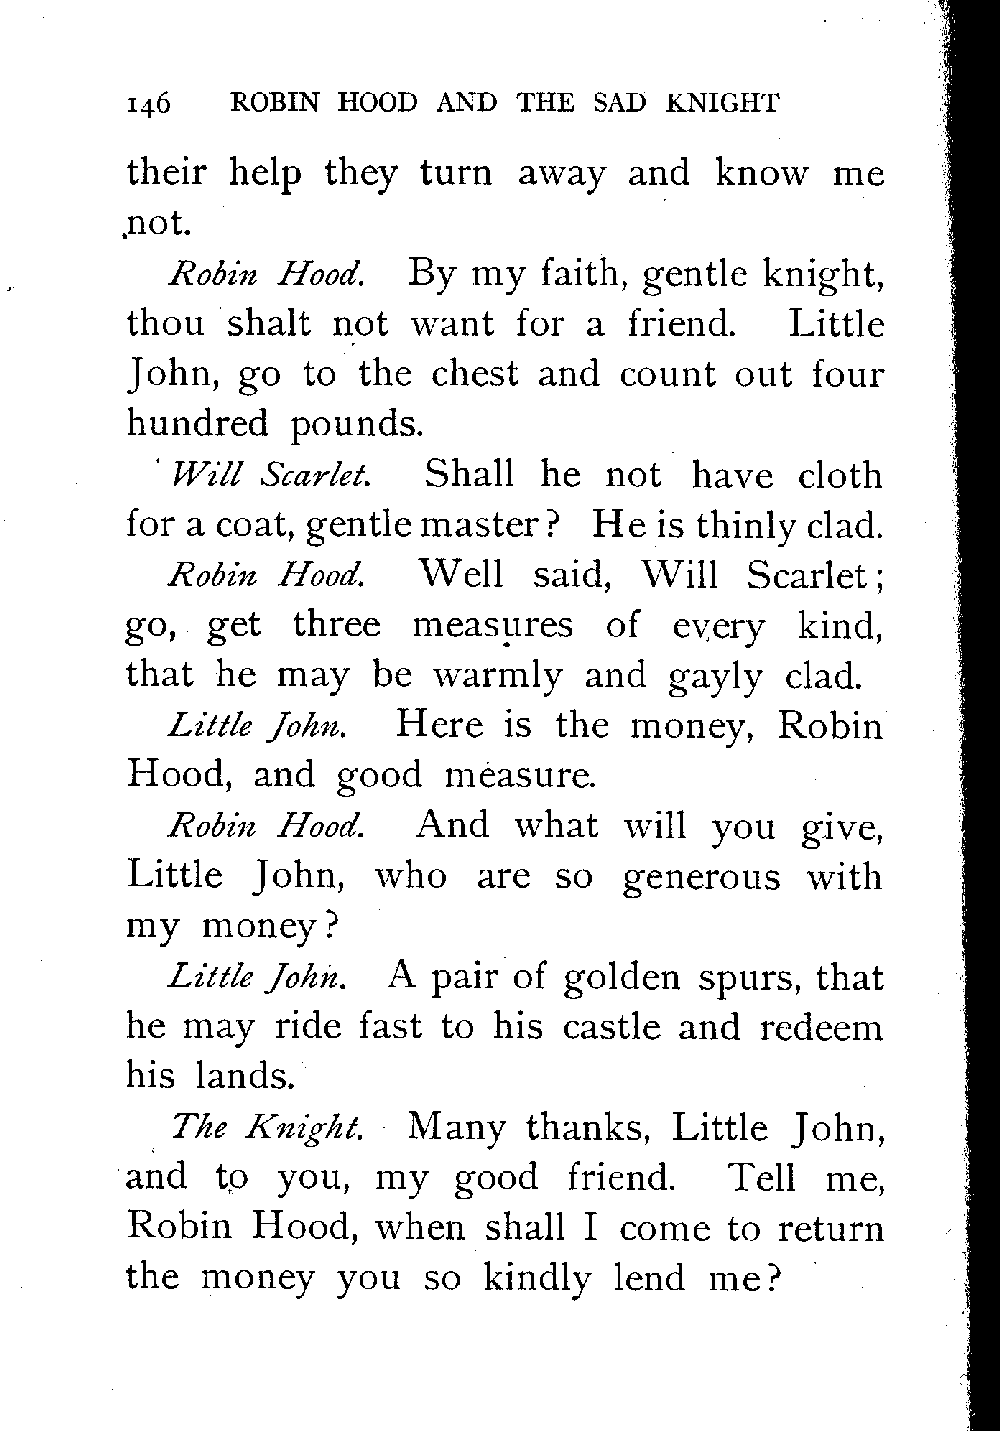 146 ROBIN HOOD AND THE SAD KNIGHT
their help they turn away and know me
not.
Robin Hood. By my faith, gentle knight,
thou shalt not want for a friend. Little
John, go to the chest and count out four
hundred pounds.
Will Scarlet. Shall he not have cloth
for a coat, gentle master? He is thinly clad.
Robin Hood. Well said, Will Scarlet;
go, get three measures of every kind,
that he may be warmly and gayly clad.
Little John. Here is the money, Robin
Hood, and good measure.
Robin Hood. And what will you give,
Little John, who are so generous with
my money?
Little John. A pair of golden spurs, that
he may ride fast to his castle and redeem
his lands.
The Knight. Many thanks, Little John,
and to you, my good friend. Tell me,
Robin Hood, when shall I come to return
the money you so kindly lend me?